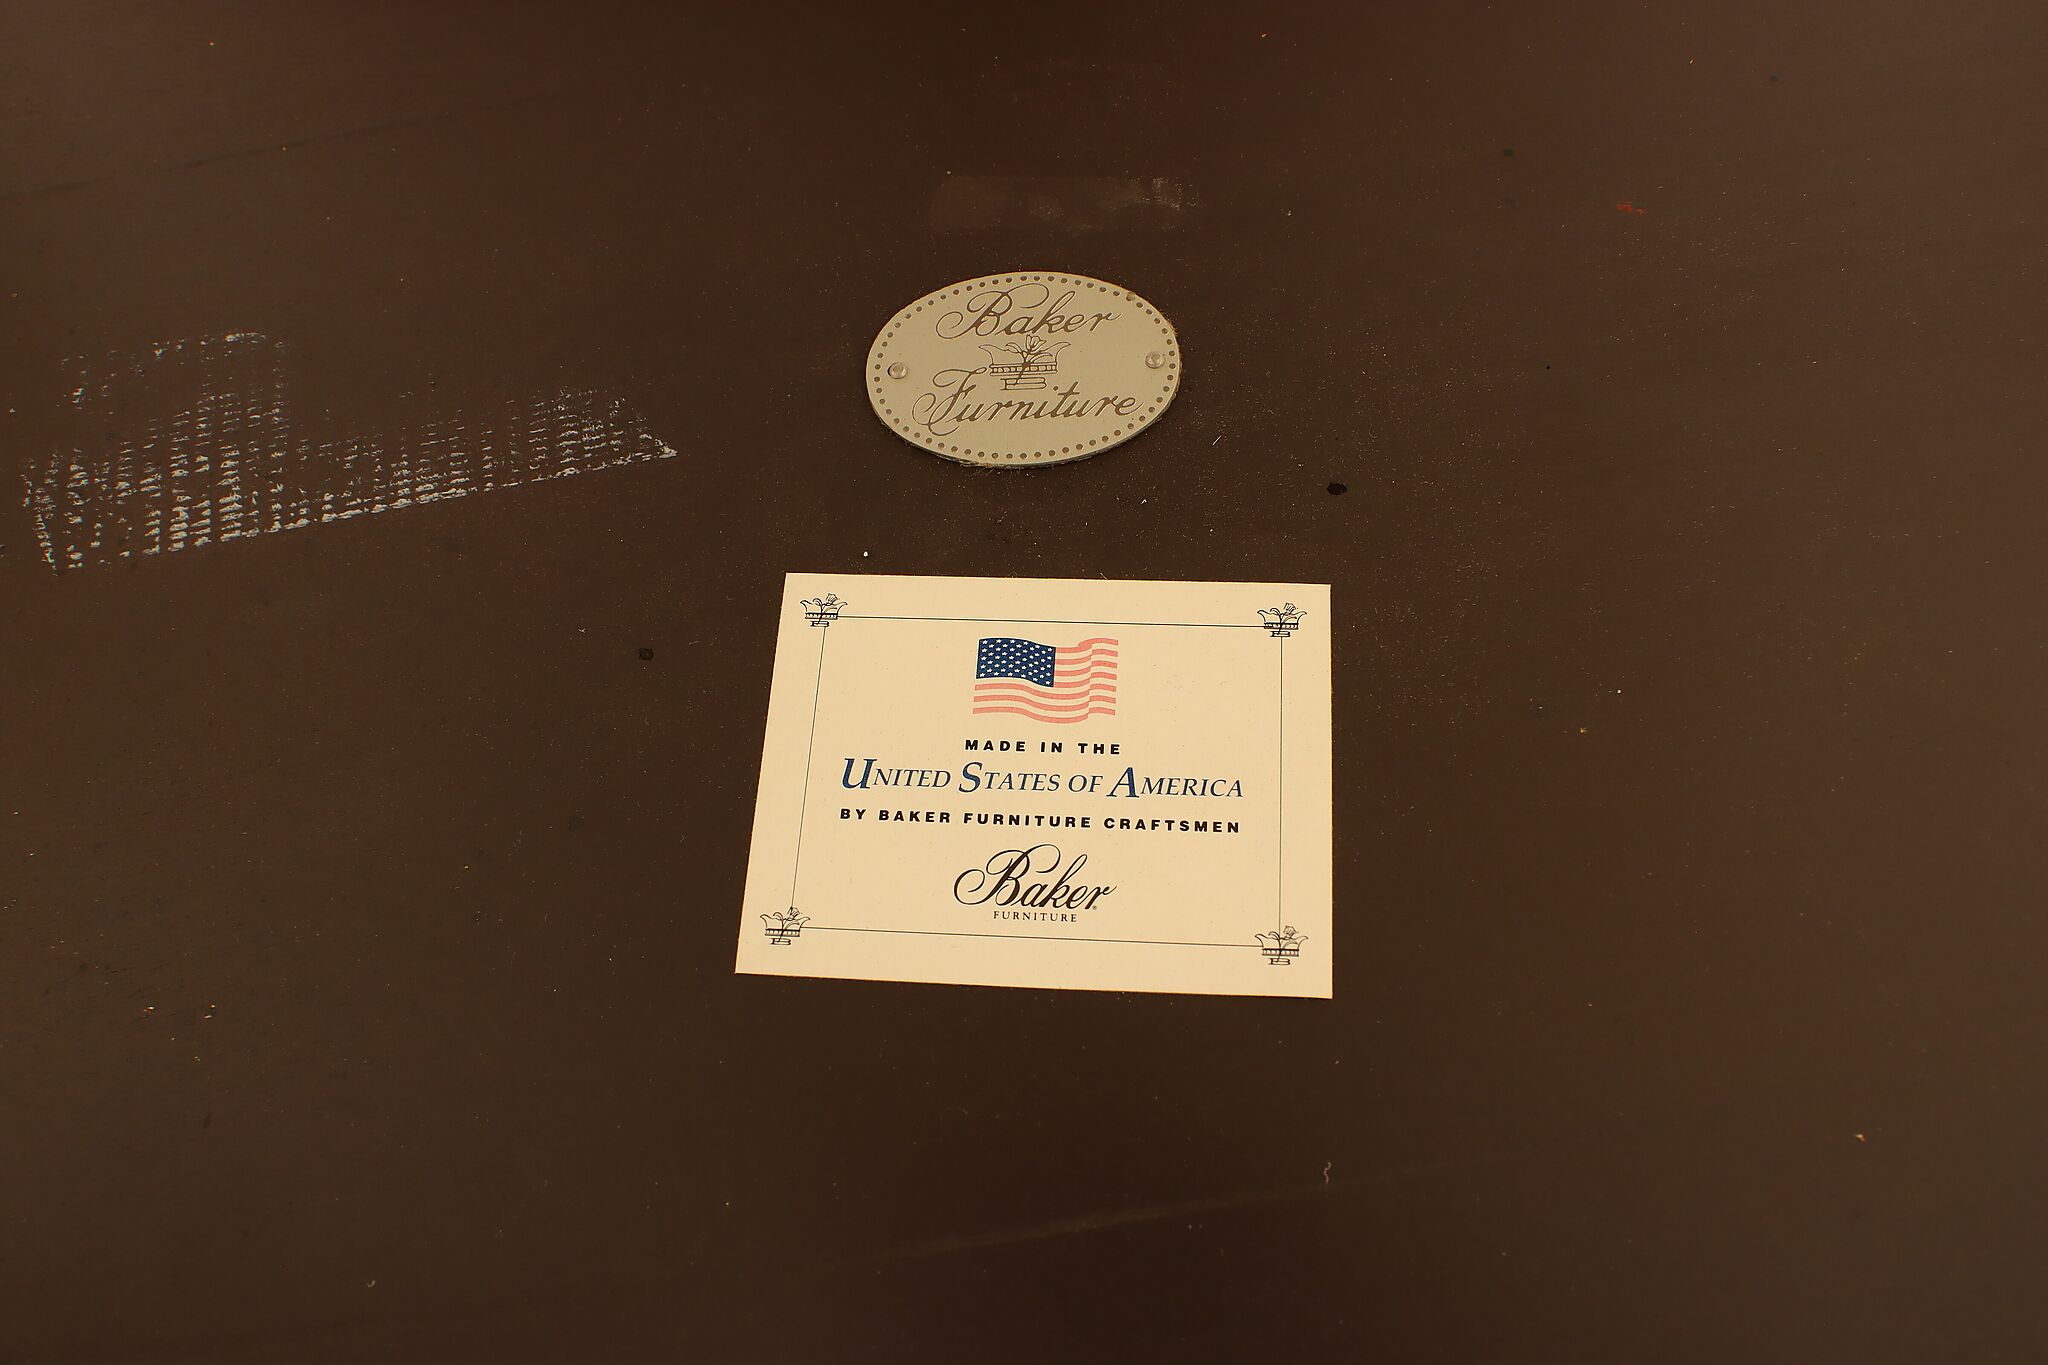 Baker
Furniture
MADE IN THE
UNITED STATES OF AMERICA
BY BAKER FURNITURE CRAFTSMEN
Baker®
FURNITURE